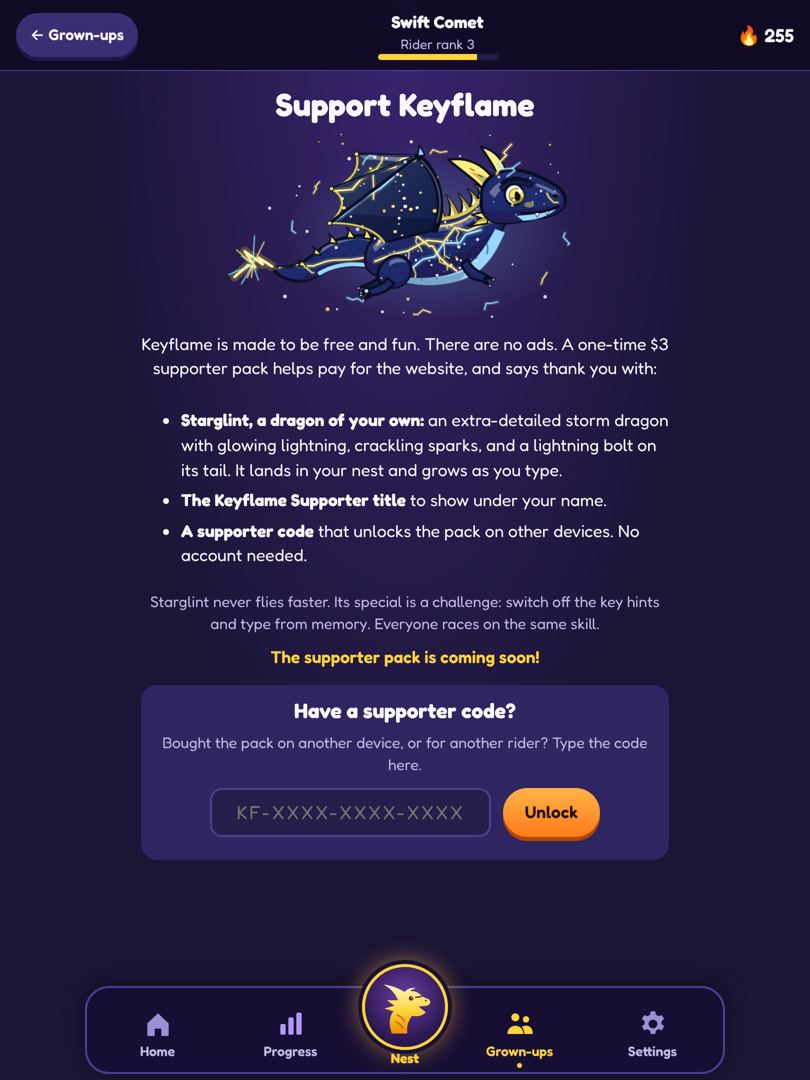 ← Grown-ups
Swift Comet
Rider rank 3
🔥 255
Support Keyflame
Keyflame is made to be free and fun. There are no ads. A one-time $3
supporter pack helps pay for the website, and says thank you with:
• Starglint, a dragon of your own: an extra-detailed storm dragon
with glowing lightning, crackling sparks, and a lightning bolt on
its tail. It lands in your nest and grows as you type.
• The Keyflame Supporter title to show under your name.
• A supporter code that unlocks the pack on other devices. No
account needed.
Starglint never flies faster. Its special is a challenge: switch off the key hints
and type from memory. Everyone races on the same skill.
The supporter pack is coming soon!
Have a supporter code?
Bought the pack on another device, or for another rider? Type the code
here.
KF-XXXX-XXXX-XXXX
Unlock
Home
Progress
Nest
Grown-ups
Settings